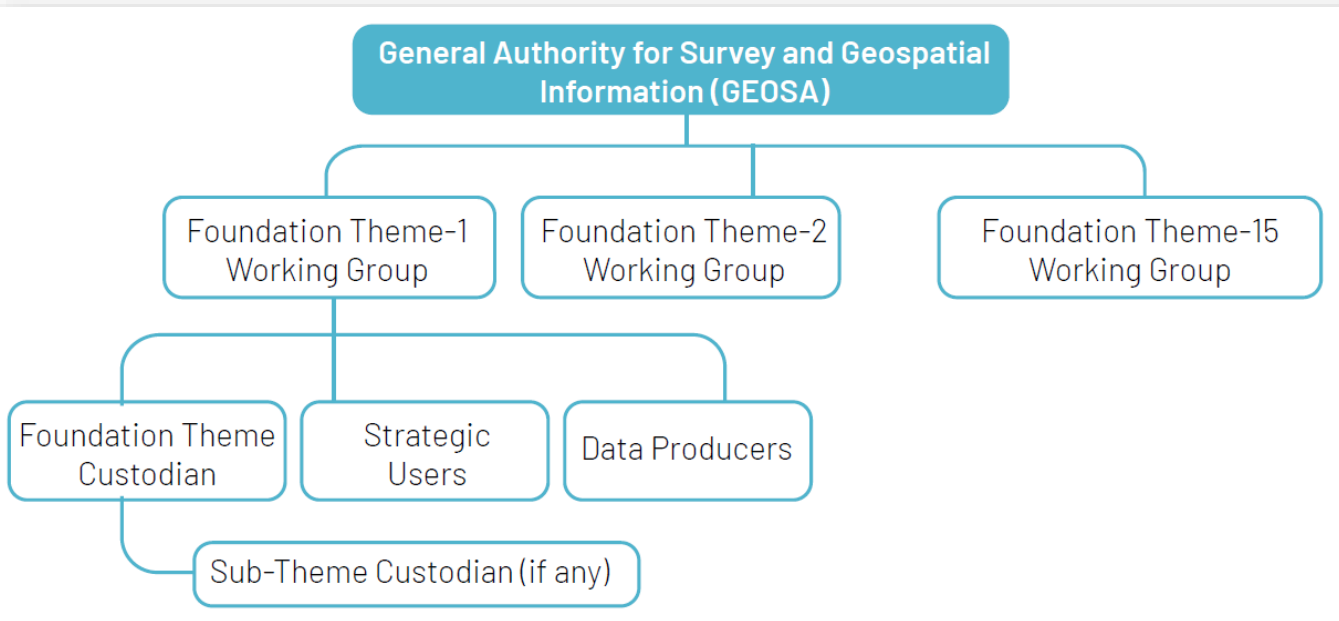 General Authority for Survey and Geospatial
Information (GEOSA)
Foundation Theme-1
Working Group
Foundation Theme-2
Working Group
Foundation Theme-15
Working Group
Foundation Theme
Custodian
Strategic
Users
Data Producers
Sub-Theme Custodian (if any)